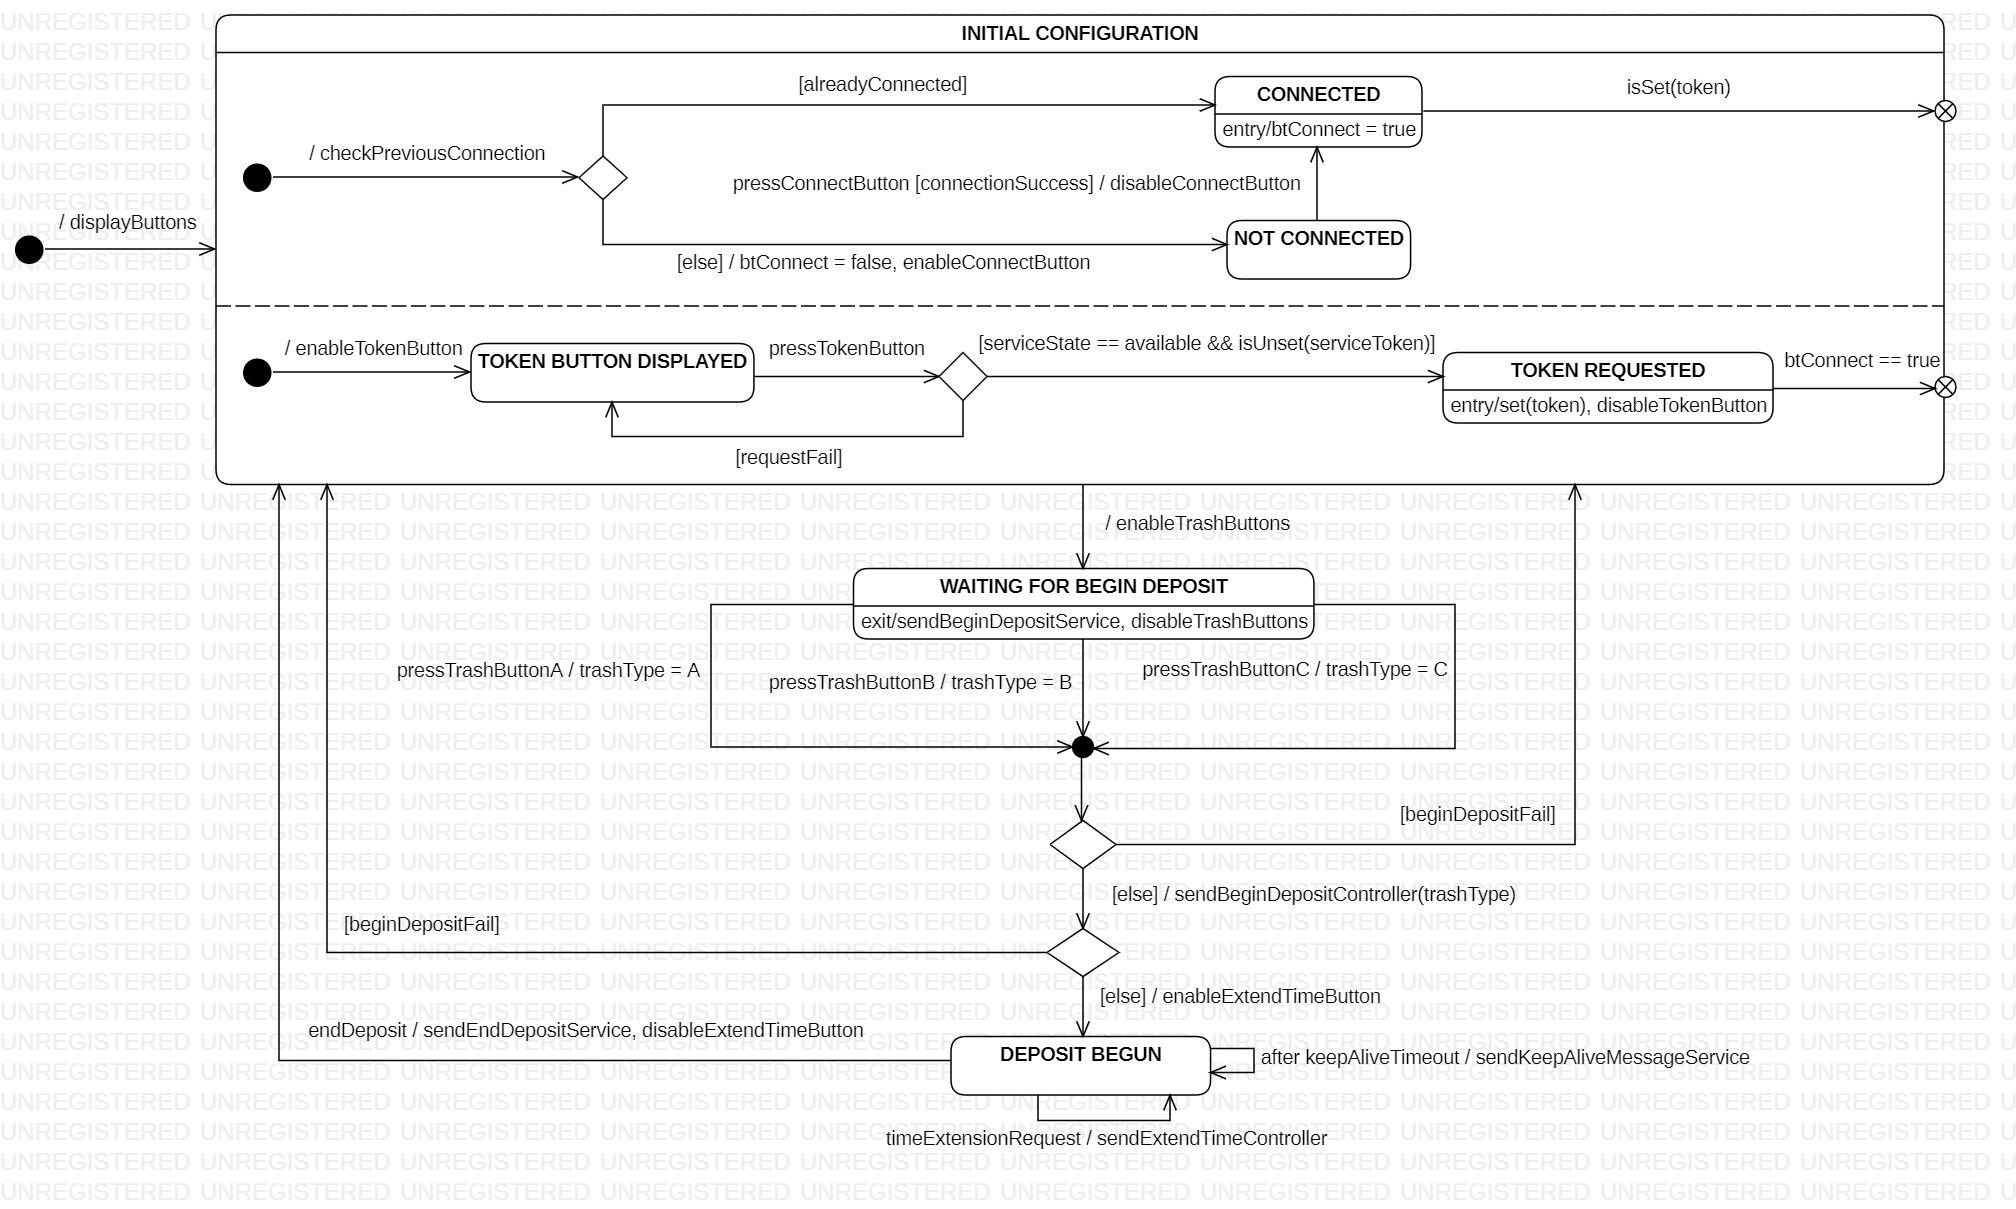 INITIAL CONFIGURATION
[alreadyConnected]
CONNECTED
entry/btConnect = true
isSet(token)
/ checkPreviousConnection
pressConnectButton [connectionSuccess] / disableConnectButton
/ displayButtons
NOT CONNECTED
[else] / btConnect = false, enableConnectButton
/ enableTokenButton
TOKEN BUTTON DISPLAYED
pressTokenButton
[serviceState == available && isUnset(serviceToken)]
TOKEN REQUESTED
entry/set(token), disableTokenButton
btConnect == true
[requestFail]
/ enableTrashButtons
WAITING FOR BEGIN DEPOSIT
exit/sendBeginDepositService, disableTrashButtons
pressTrashButtonA / trashType = A
pressTrashButtonB / trashType = B
pressTrashButtonC / trashType = C
[beginDepositFail]
[else] / sendBeginDepositController(trashType)
[beginDepositFail]
[else] / enableExtendTimeButton
endDeposit / sendEndDepositService, disableExtendTimeButton
DEPOSIT BEGUN
after keepAliveTimeout / sendKeepAliveMessageService
timeExtensionRequest / sendExtendTimeController
UNREGISTERED